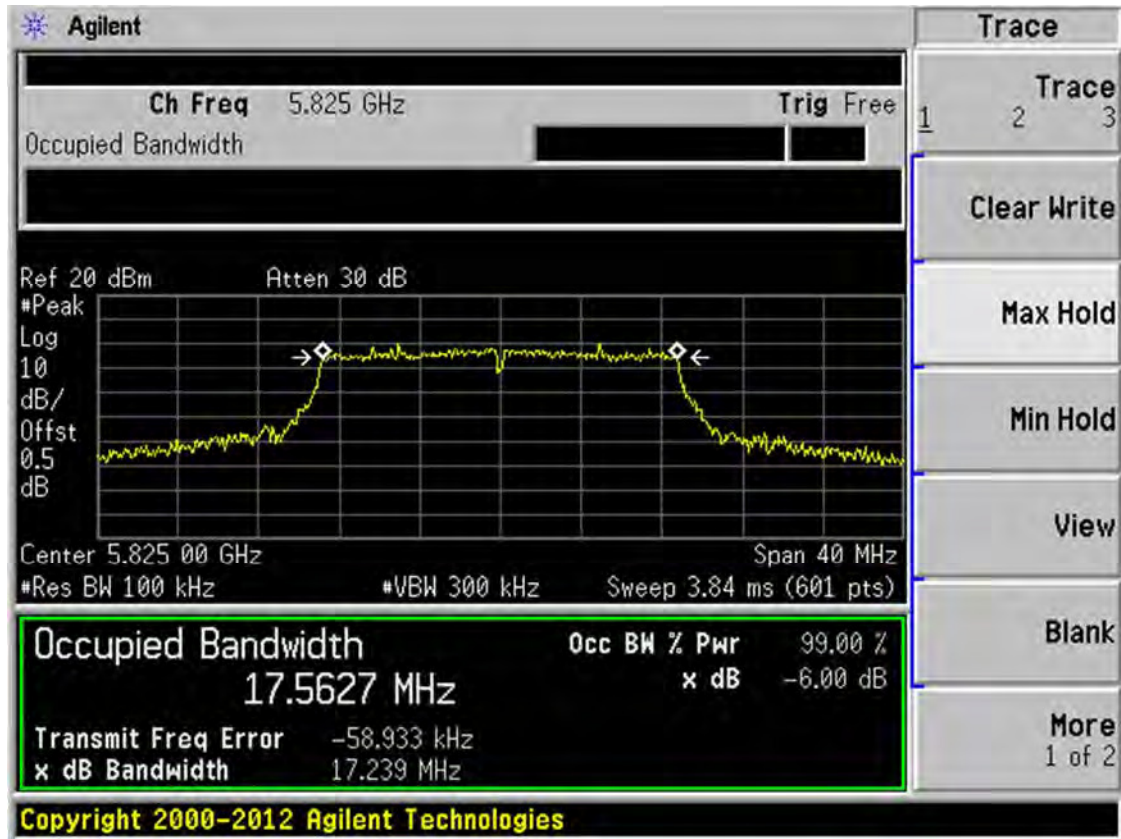 Agilent
Ch Freq 5.825 GHz Trig Free
Occupied Bandwidth
Ref 20 dBm Atten 30 dB
#Peak
Log
10
dB/
Offst
0.5
dB
Center 5.825 00 GHz Span 40 MHz
#Res BW 100 kHz #VBW 300 kHz Sweep 3.84 ms (601 pts)
Occupied Bandwidth
17.5627 MHz
Occ BW % Pwr 99.00 %
x dB -6.00 dB
Transmit Freq Error -58.933 kHz
x dB Bandwidth 17.239 MHz
Copyright 2000-2012 Agilent Technologies
Trace
Trace
1 2 3
Clear Write
Max Hold
Min Hold
View
Blank
More
1 of 2